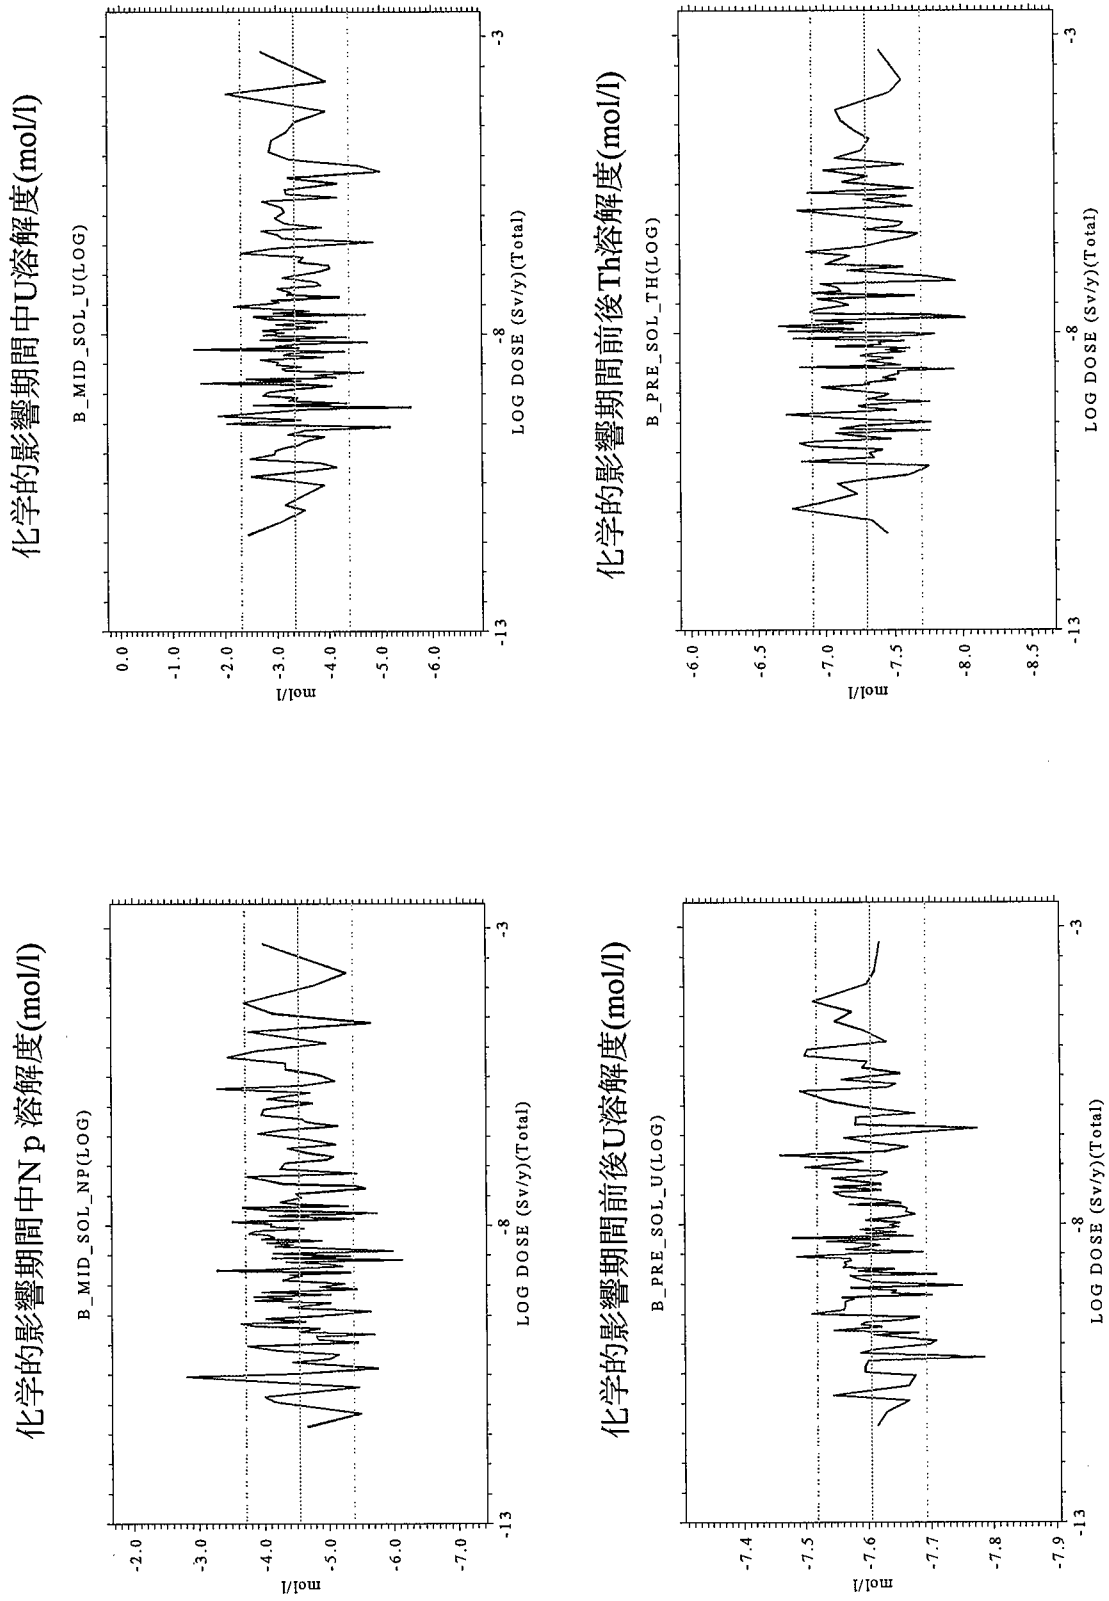 化学的影響期間中Ｎｐ溶解度(mol/l)
B_MID_SOL_NP(LOG)
mol/l
-2.0
-3.0
-4.0
-5.0
-6.0
-7.0
-13
-8
-3
LOG DOSE (Sv/y)(Total)
化学的影響期間中U溶解度(mol/l)
B_MID_SOL_U(LOG)
mol/l
0.0
-1.0
-2.0
-3.0
-4.0
-5.0
-6.0
-13
-8
-3
LOG DOSE (Sv/y)(Total)
化学的影響期間前後U溶解度(mol/l)
B_PRE_SOL_U(LOG)
mol/l
-7.4
-7.5
-7.6
-7.7
-7.8
-7.9
-13
-8
-3
LOG DOSE (Sv/y)(Total)
化学的影響期間前後Th溶解度(mol/l)
B_PRE_SOL_TH(LOG)
mol/l
-6.0
-6.5
-7.0
-7.5
-8.0
-8.5
-13
-8
-3
LOG DOSE (Sv/y)(Total)